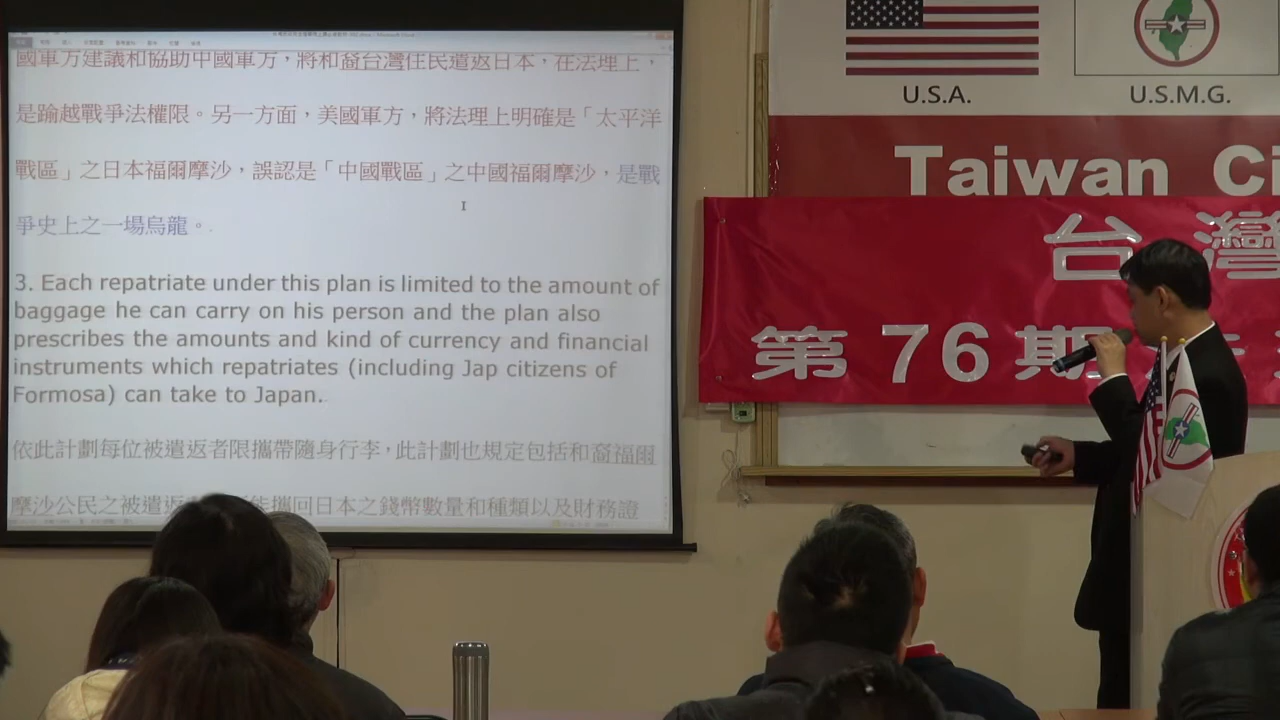 國軍方建議和協助中國軍方，將和裔台灣住民遣返日本，在法理上，
是踰越戰爭法權限。另一方面，美國軍方，將法理上明確是「太平洋
戰區」之日本福爾摩沙，誤認是「中國戰區」之中國福爾摩沙，是戰
爭史上之一場烏龍。
3. Each repatriate under this plan is limited to the amount of
baggage he can carry on his person and the plan also
prescribes the amounts and kind of currency and financial
instruments which repatriates (including Jap citizens of
Formosa) can take to Japan.
依此計劃每位被遣返者限攜帶隨身行李，此計劃也規定包括和裔福爾
摩沙公民之被遣返 能攜回日本之錢幣數量和種類以及財務證
U.S.A.
U.S.M.G.
Taiwan Ci
台灣
第 76 期